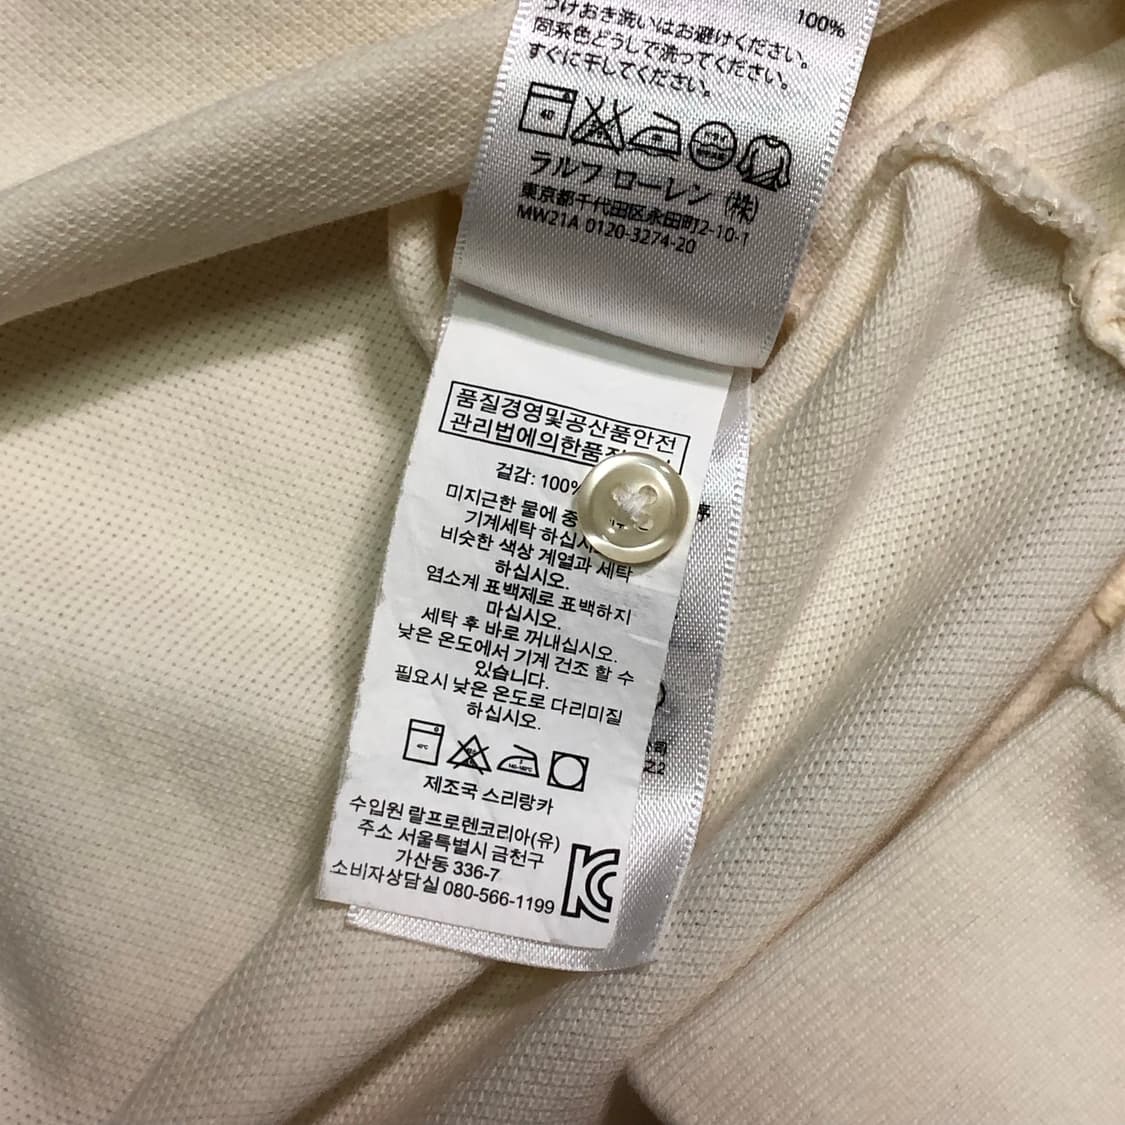 100%
つけおき洗いはお避けください。
同系色どうしで洗ってください。
すぐに干してください。
40
ラルフ ローレン (株)
東京都千代田区永田町2-10-1
MW21A 0120-3274-20
품질경영및공산품안전
관리법에의한품질
걸감: 100%
미지근한 물에 중
기계세탁 하십시
비슷한 색상 계열과 세탁
하십시오.
염소계 표백제로 표백하지
마십시오.
세탁 후 바로 꺼내십시오.
낮은 온도에서 기계 건조 할 수
있습니다.
필요시 낮은 온도로 다리미질
하십시오.
40℃
제조국 스리랑카
수입원 랄프로렌코리아(유)
주소 서울특별시 금천구
가산동 336-7
소비자상담실 080-566-1199
KC